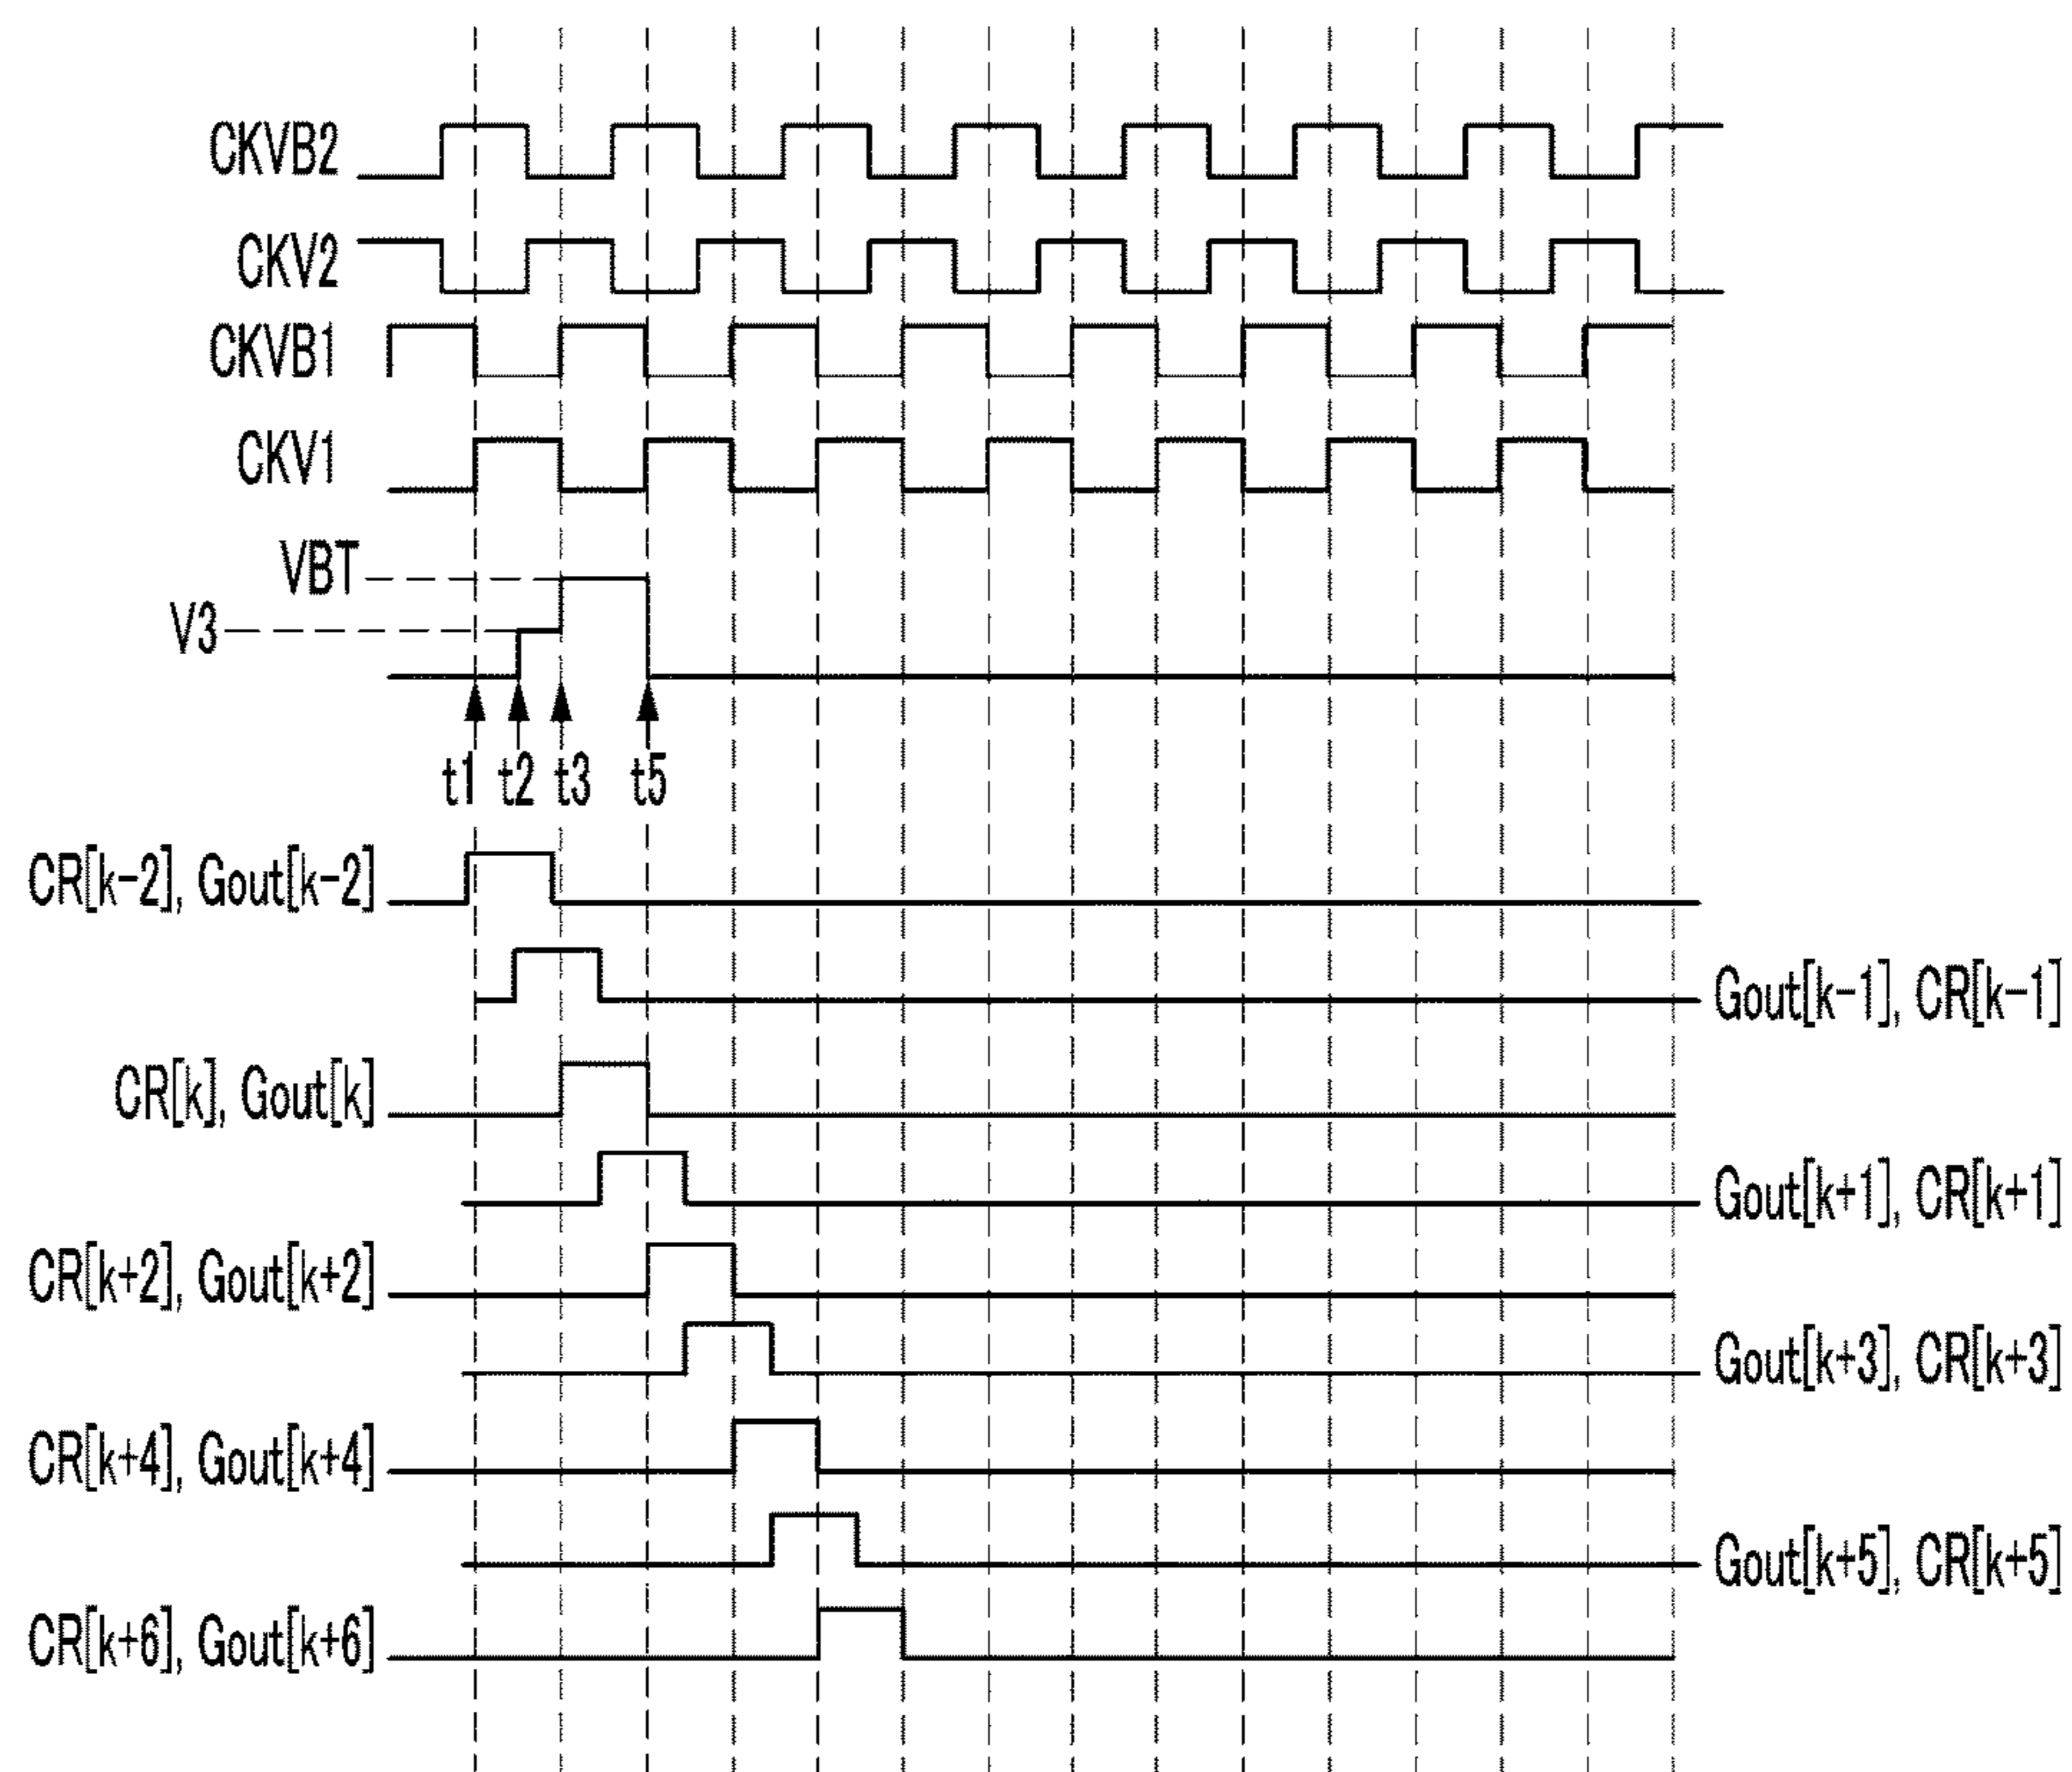 CKVB2
CKV2
CKVB1
CKV1
VBT
V3
t1 t2 t3 t5
CR[k-2], Gout[k-2]
Gout[k-1], CR[k-1]
CR[k], Gout[k]
Gout[k+1], CR[k+1]
CR[k+2], Gout[k+2]
Gout[k+3], CR[k+3]
CR[k+4], Gout[k+4]
Gout[k+5], CR[k+5]
CR[k+6], Gout[k+6]